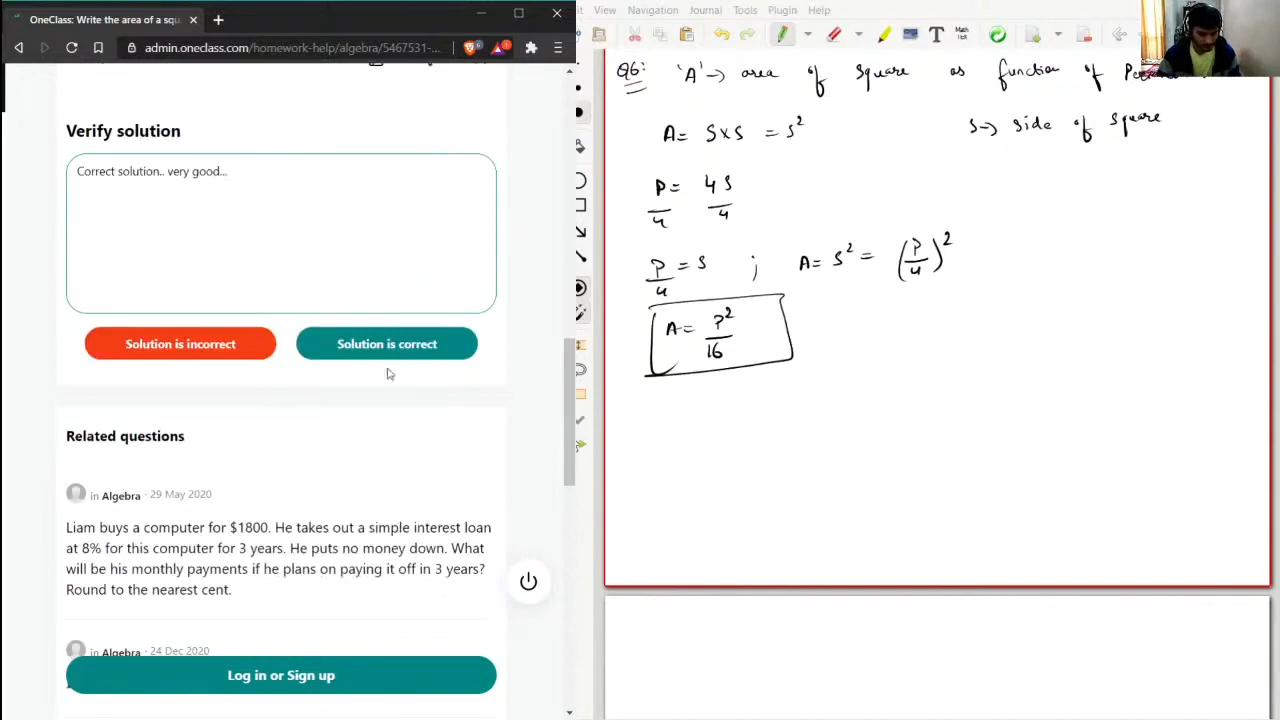 OneClass: Write the area of a squ
admin.oneclass.com/homework-help/algebra/5467531-...
Verify solution
Correct solution.. very good...
Solution is incorrect
Solution is correct
Related questions
in Algebra · 29 May 2020
Liam buys a computer for $1800. He takes out a simple interest loan
at 8% for this computer for 3 years. He puts no money down. What
will be his monthly payments if he plans on paying it off in 3 years?
Round to the nearest cent.
in Algebra · 24 Dec 2020
Log in or Sign up
View Insert Actions Journal Tools Plugin Help
Q6: 'A' → area of square as function of
A = s×s = s² s → side of square
P/4 = 4s/4
P/4 = s ; A = s² = (P/4)²
A = P²/16